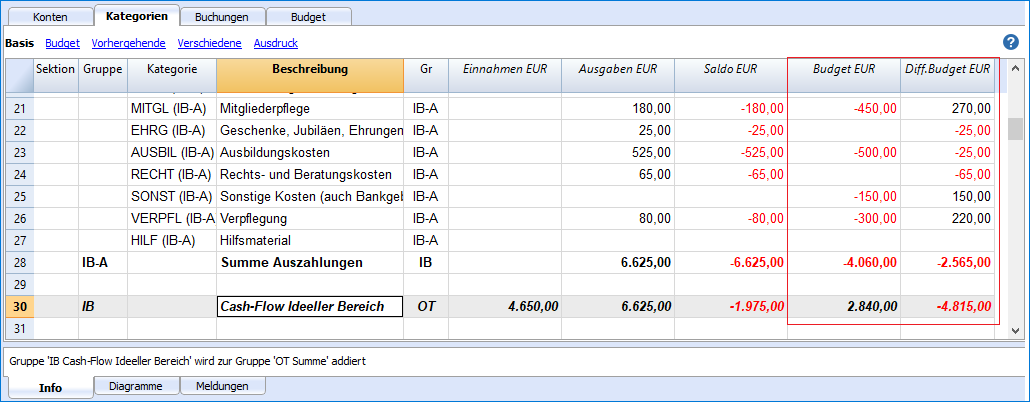 Konten Kategorien Buchungen Budget
Basis Budget Vorhergehende Verschiedene Ausdruck ?
Sektion Gruppe Kategorie Beschreibung Gr Einnahmen EUR Ausgaben EUR Saldo EUR Budget EUR Diff.Budget EUR
21 MITGL (IB-A) Mitgliederpflege IB-A 180,00 -180,00 -450,00 270,00
22 EHRG (IB-A) Geschenke, Jubiläen, Ehrungen IB-A 25,00 -25,00 -25,00
23 AUSBIL (IB-A) Ausbildungskosten IB-A 525,00 -525,00 -500,00 -25,00
24 RECHT (IB-A) Rechts- und Beratungskosten IB-A 65,00 -65,00 -65,00
25 SONST (IB-A) Sonstige Kosten (auch Bankgeb IB-A -150,00 150,00
26 VERPFL (IB-A Verpflegung IB-A 80,00 -80,00 -300,00 220,00
27 HILF (IB-A) Hilfsmaterial IB-A
28 IB-A Summe Auszahlungen IB 6.625,00 -6.625,00 -4.060,00 -2.565,00
29
30 IB Cash-Flow Ideeller Bereich OT 4.650,00 6.625,00 -1.975,00 2.840,00 -4.815,00
31
Gruppe 'IB Cash-Flow Ideeller Bereich' wird zur Gruppe 'OT Summe' addiert
Info Diagramme Meldungen